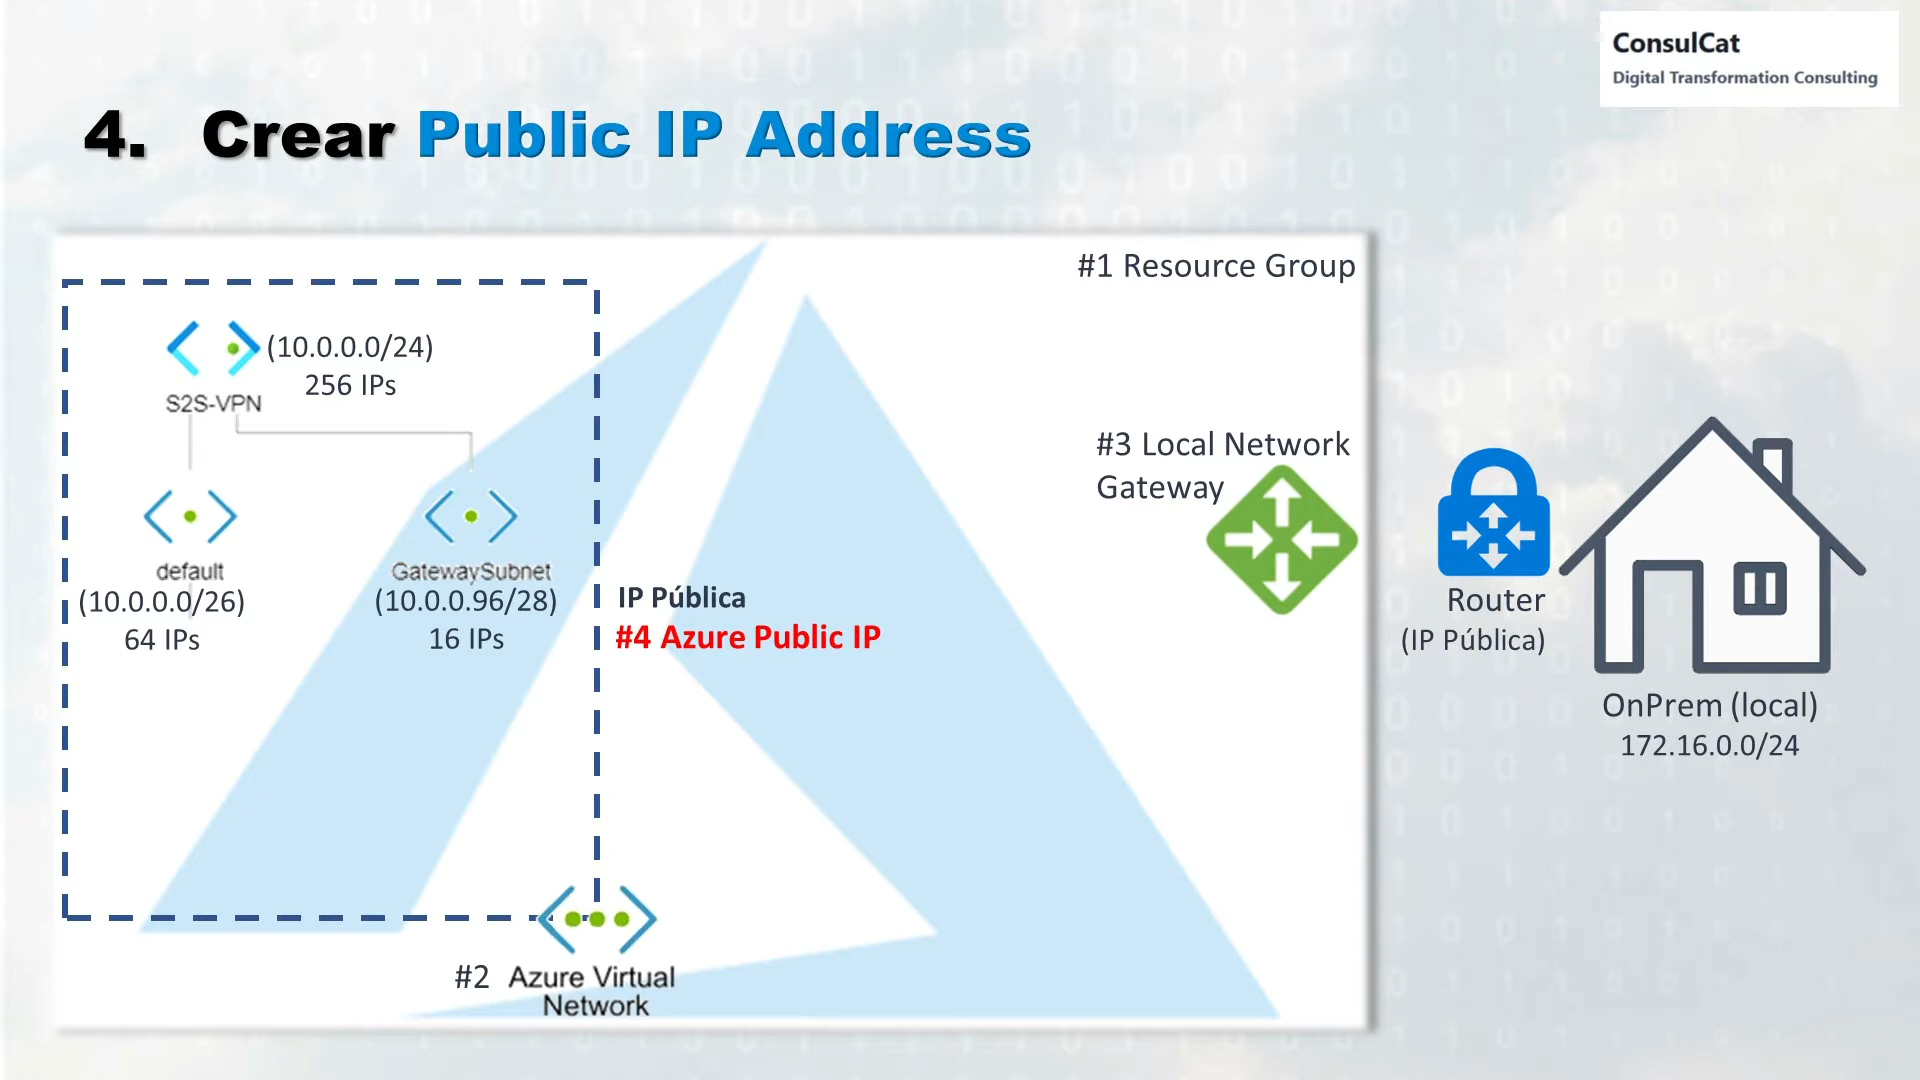 ConsulCat
Digital Transformation Consulting
4. Crear Public IP Address
#1 Resource Group
(10.0.0.0/24)
256 IPs
S2S-VPN
#3 Local Network
Gateway
default
(10.0.0.0/26)
64 IPs
GatewaySubnet
(10.0.0.96/28)
16 IPs
IP Pública
#4 Azure Public IP
Router
(IP Pública)
OnPrem (local)
172.16.0.0/24
#2 Azure Virtual
Network